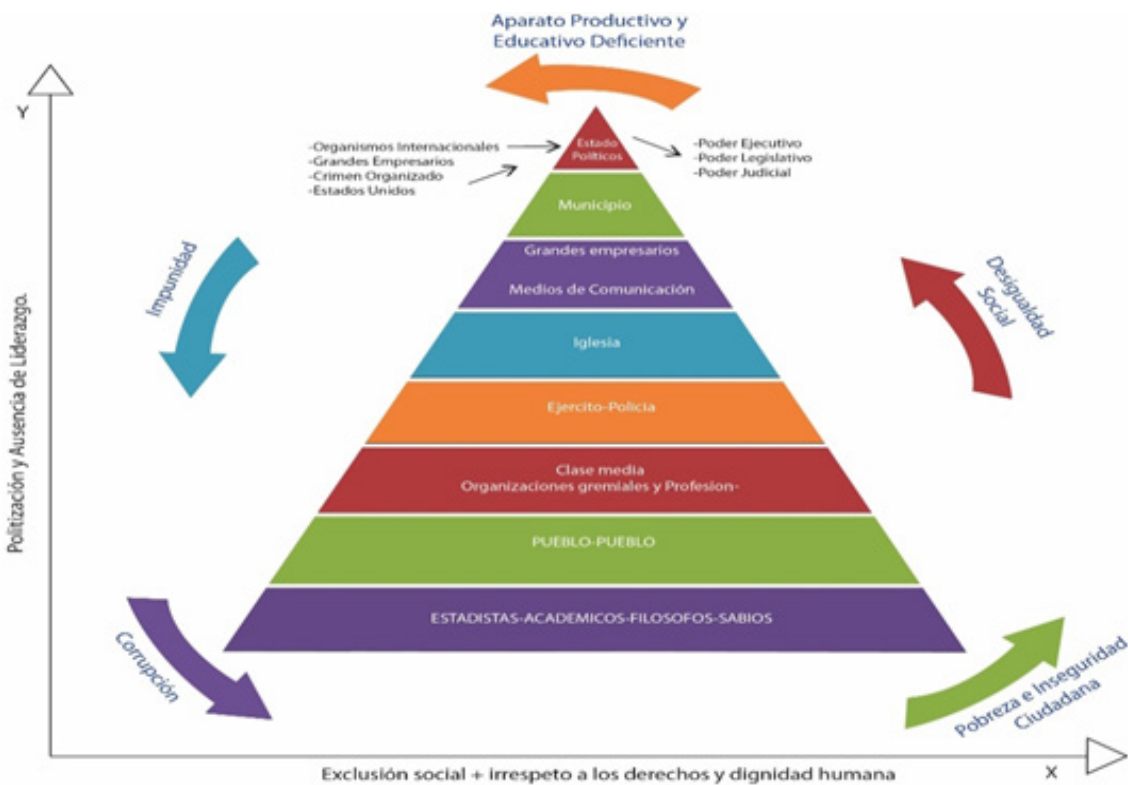 Aparato Productivo y
Educativo Deficiente
Y
-Organismos Internacionales
-Grandes Empresarios
-Crimen Organizado
-Estados Unidos
Estado
Políticos
-Poder Ejecutivo
-Poder Legislativo
-Poder Judicial
Municipio
Grandes empresarios
Medios de Comunicación
Impunidad
Desigualdad
Social
Iglesia
Ejercito-Policia
Clase media
Organizaciones gremiales y Profesion-
PUEBLO-PUEBLO
ESTADISTAS-ACADEMICOS-FILOSOFOS-SABIOS
Corrupción
Pobreza e Inseguridad
Ciudadana
Politización y Ausencia de Liderazgo.
Exclusión social + irrespeto a los derechos y dignidad humana
X